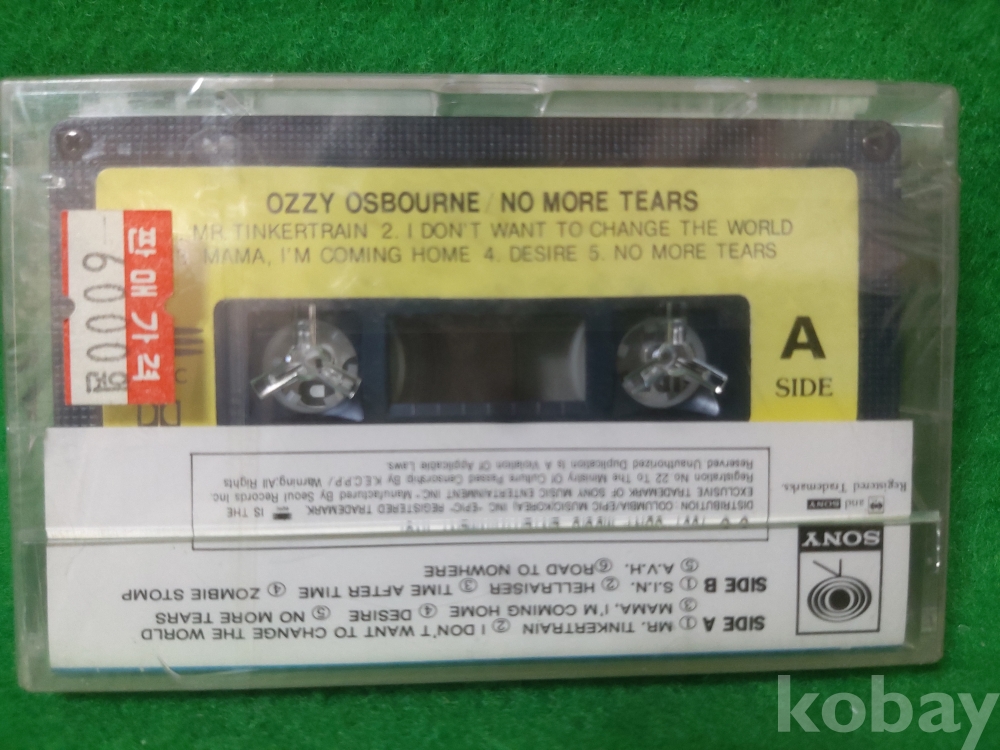 OZZY OSBOURNE / NO MORE TEARS
MR. TINKERTRAIN 2. I DON'T WANT TO CHANGE THE WORLD
MAMA, I'M COMING HOME 4. DESIRE 5. NO MORE TEARS
판매가격
60009
A
SIDE
SIDE A ① MR. TINKERTRAIN ② I DON'T WANT TO CHANGE THE WORLD
③ MAMA, I'M COMING HOME ④ DESIRE ⑤ NO MORE TEARS
SIDE B ① S.I.N. ② HELLRAISER ③ TIME AFTER TIME ④ ZOMBIE STOMP
⑤ A.V.H. ⑥ ROAD TO NOWHERE
SONY
DISTRIBUTION COLUMBIA/EPIC MUSIC(KOREA) INC "EPIC" REGISTERED TRADEMARK. IS THE
EXCLUSIVE TRADEMARK OF SONY MUSIC ENTERTAINMENT INC" Manufactured By Seoul Records Inc.
Registration No 22 To The Ministry Of Culture Passed Censorship By K.E.C.P.P/ Warning:All Rights
Reserved Unauthorized Duplication Is A Violation Of Applicable Laws.
and SONY
Registered Trademarks.
kobay